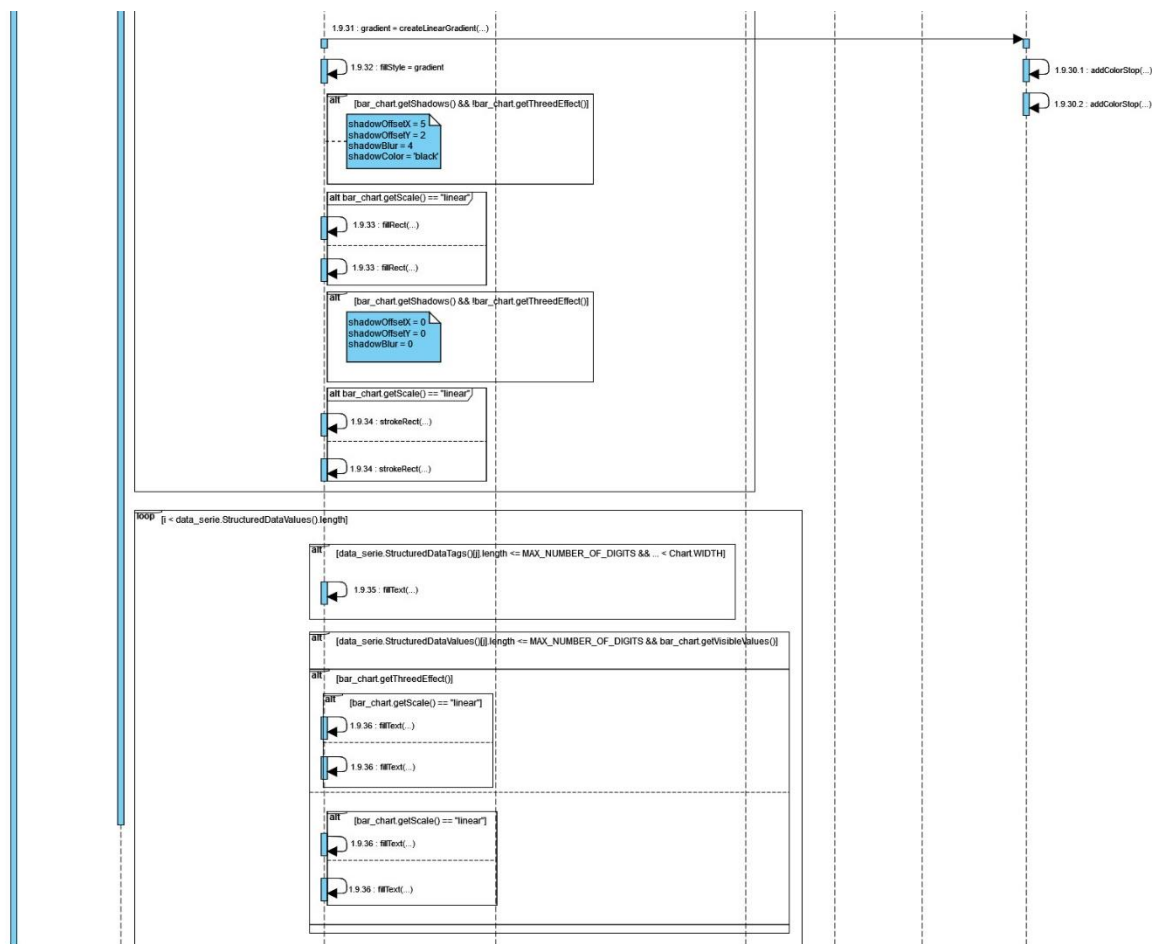 1.9.31 : gradient = createLinearGradient(...)
1.9.32 : fillStyle = gradient
1.9.30.1 : addColorStop(...)
1.9.30.2 : addColorStop(...)
alt [bar_chart.getShadows() && !bar_chart.getThreedEffect()]
shadowOffsetX = 5
shadowOffsetY = 2
shadowBlur = 4
shadowColor = 'black'
alt bar_chart.getScale() == "linear"
1.9.33 : fillRect(...)
1.9.33 : fillRect(...)
alt [bar_chart.getShadows() && !bar_chart.getThreedEffect()]
shadowOffsetX = 0
shadowOffsetY = 0
shadowBlur = 0
alt bar_chart.getScale() == "linear"
1.9.34 : strokeRect(...)
1.9.34 : strokeRect(...)
loop [i < data_serie.StructuredDataValues().length]
alt [data_serie.StructuredDataTags()[j].length <= MAX_NUMBER_OF_DIGITS && ... < Chart.WIDTH]
1.9.35 : fillText(...)
alt [data_serie.StructuredDataValues()[j].length <= MAX_NUMBER_OF_DIGITS && bar_chart.getVisibleValues()]
alt [bar_chart.getThreedEffect()]
alt [bar_chart.getScale() == "linear"]
1.9.36 : fillText(...)
1.9.36 : fillText(...)
alt [bar_chart.getScale() == "linear"]
1.9.36 : fillText(...)
1.9.36 : fillText(...)